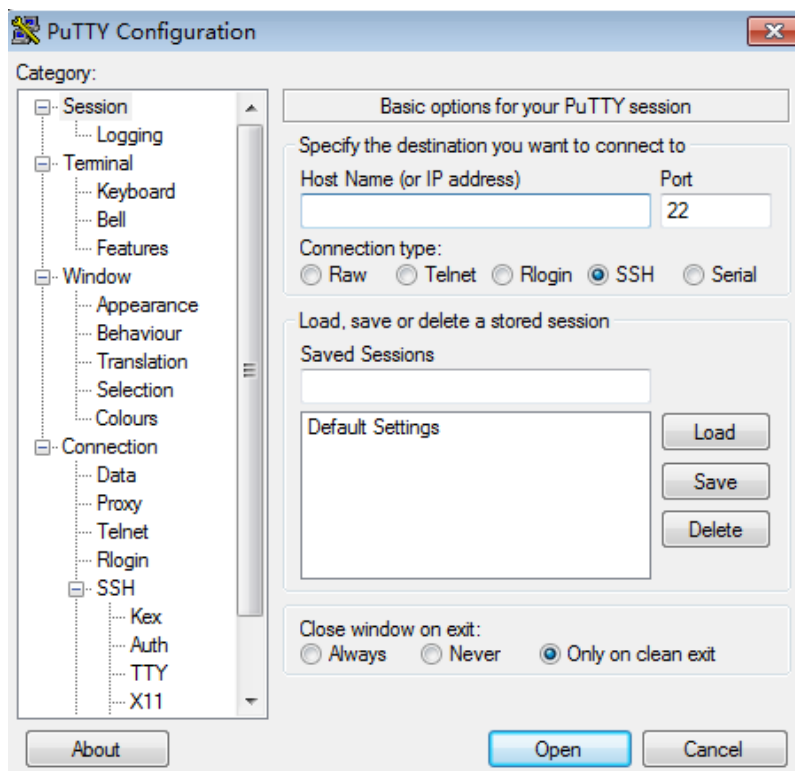 PuTTY Configuration
Category:
Session
Logging
Terminal
Keyboard
Bell
Features
Window
Appearance
Behaviour
Translation
Selection
Colours
Connection
Data
Proxy
Telnet
Rlogin
SSH
Kex
Auth
TTY
X11
Basic options for your PuTTY session
Specify the destination you want to connect to
Host Name (or IP address) Port
22
Connection type:
Raw Telnet Rlogin SSH Serial
Load, save or delete a stored session
Saved Sessions
Default Settings
Load
Save
Delete
Close window on exit:
Always Never Only on clean exit
About Open Cancel